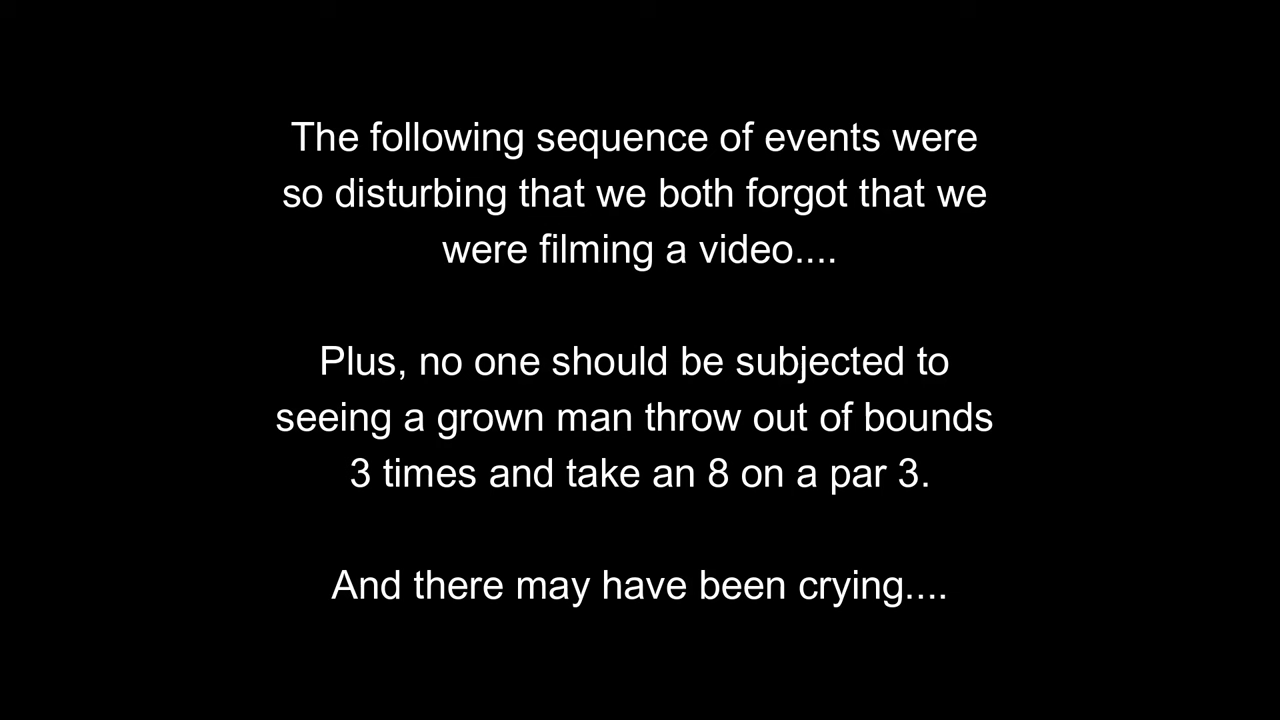 The following sequence of events were
so disturbing that we both forgot that we
were filming a video....
Plus, no one should be subjected to
seeing a grown man throw out of bounds
3 times and take an 8 on a par 3.
And there may have been crying....